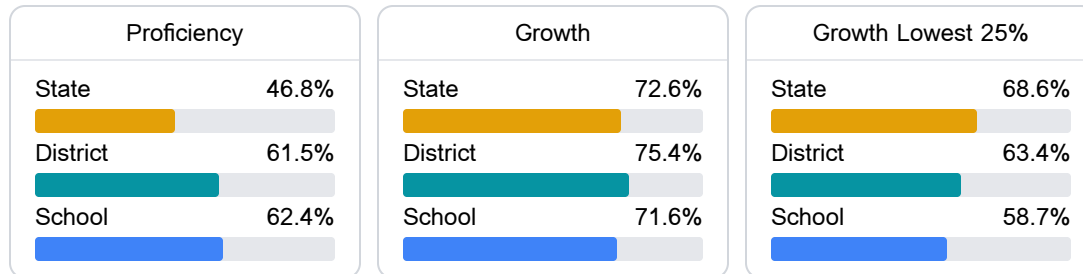 Proficiency
State 46.8%
District 61.5%
School 62.4%
Growth
State 72.6%
District 75.4%
School 71.6%
Growth Lowest 25%
State 68.6%
District 63.4%
School 58.7%